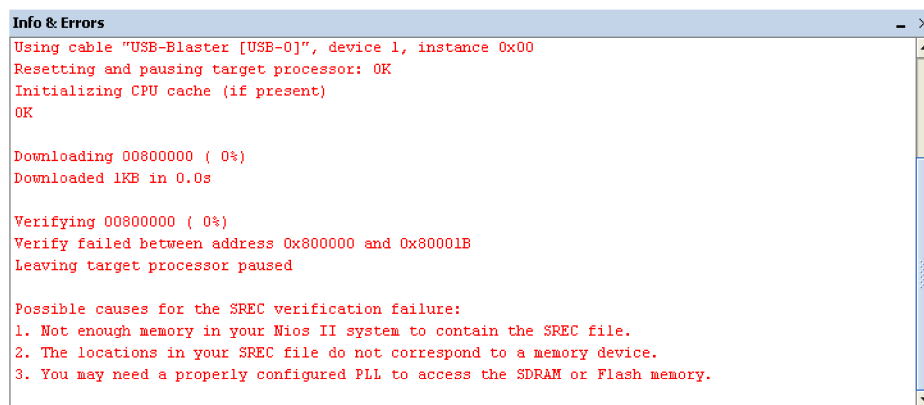 Info & Errors
Using cable "USB-Blaster [USB-0]", device 1, instance 0x00
Resetting and pausing target processor: OK
Initializing CPU cache (if present)
OK
Downloading 00800000 ( 0%)
Downloaded 1KB in 0.0s
Verifying 00800000 ( 0%)
Verify failed between address 0x800000 and 0x80001B
Leaving target processor paused
Possible causes for the SREC verification failure:
1. Not enough memory in your Nios II system to contain the SREC file.
2. The locations in your SREC file do not correspond to a memory device.
3. You may need a properly configured PLL to access the SDRAM or Flash memory.